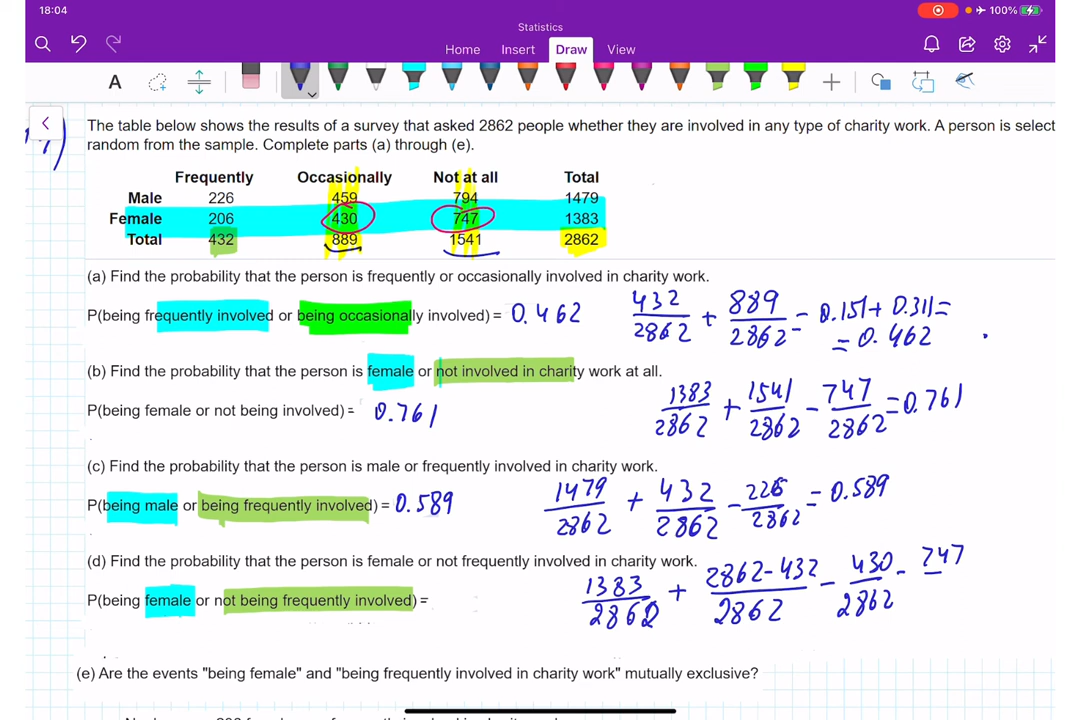 18:04
100%
Statistics
Home Insert Draw View
A
The table below shows the results of a survey that asked 2862 people whether they are involved in any type of charity work. A person is select
random from the sample. Complete parts (a) through (e).
Frequently Occasionally Not at all Total
Male 226 459 794 1479
Female 206 430 747 1383
Total 432 889 1541 2862
(a) Find the probability that the person is frequently or occasionally involved in charity work.
P(being frequently involved or being occasionally involved) = 0.462
432/2862 + 889/2862 = 0.151 + 0.311 =
= 0.462
(b) Find the probability that the person is female or not involved in charity work at all.
P(being female or not being involved) = 0.761
1383/2862 + 1541/2862 - 747/2862 = 0.761
(c) Find the probability that the person is male or frequently involved in charity work.
P(being male or being frequently involved) = 0.589
1479/2862 + 432/2862 - 226/2862 = 0.589
(d) Find the probability that the person is female or not frequently involved in charity work.
P(being female or not being frequently involved) =
1383/2862 + 2862-432/2862 - 430/2862 - 747
(e) Are the events "being female" and "being frequently involved in charity work" mutually exclusive?